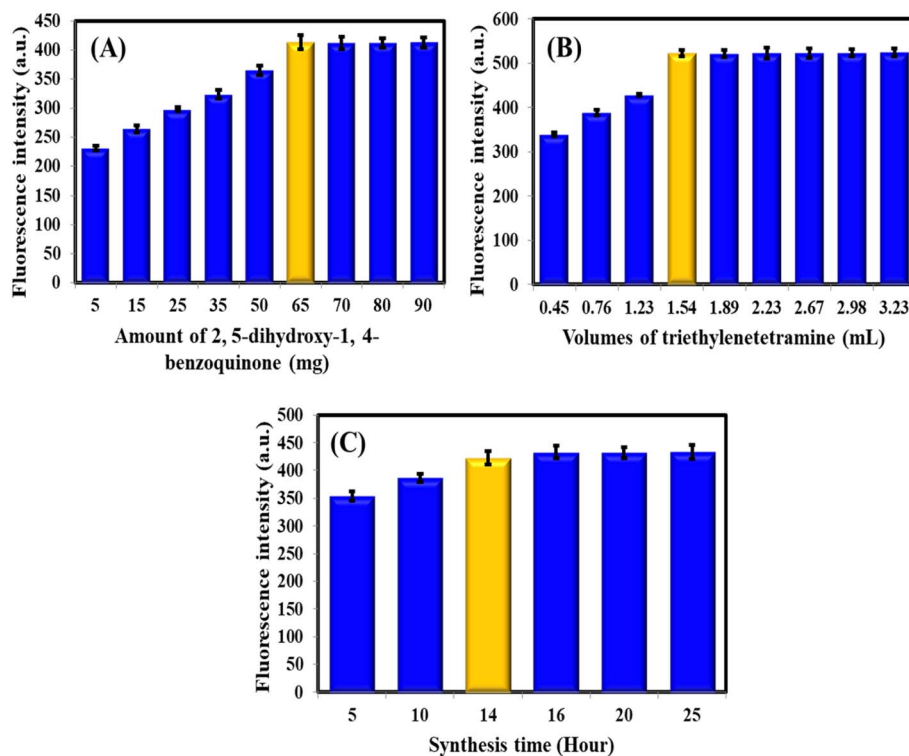 (A)
Fluorescence intensity (a.u.)
450
400
350
300
250
200
150
100
50
0
5 15 25 35 50 65 70 80 90
Amount of 2, 5-dihydroxy-1, 4-
benzoquinone (mg)
(B)
Fluorescence intensity (a.u.)
600
500
400
300
200
100
0
0.45 0.76 1.23 1.54 1.89 2.23 2.67 2.98 3.23
Volumes of triethylenetetramine (mL)
(C)
Fluorescence intensity (a.u.)
500
450
400
350
300
250
200
150
100
50
0
5 10 14 16 20 25
Synthesis time (Hour)